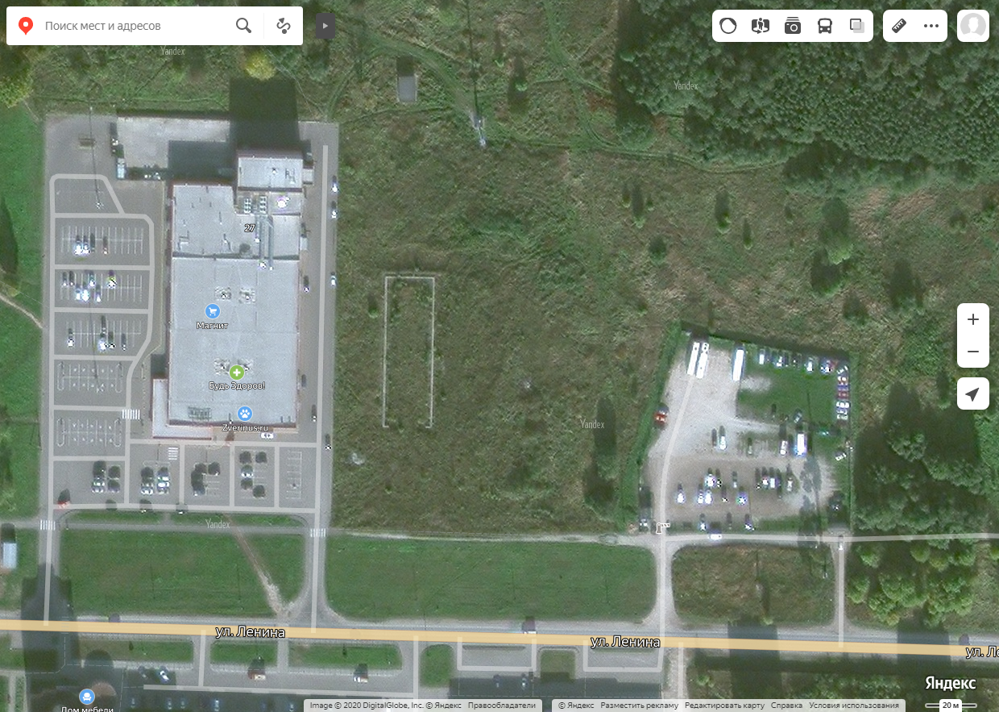 Поиск мест и адресов
Yandex
Yandex
27
Магнит
Будь Здоров!
Zverinus.ru
Yandex
Yandex
ул. Ленина
ул. Ленина
ул. Ле
Яндекс
Дом мебели
Image © 2020 DigitalGlobe, Inc. © Яндекс Правообладатели
© Яндекс Разместить рекламу Редактировать карту Справка Условия использования
20 м